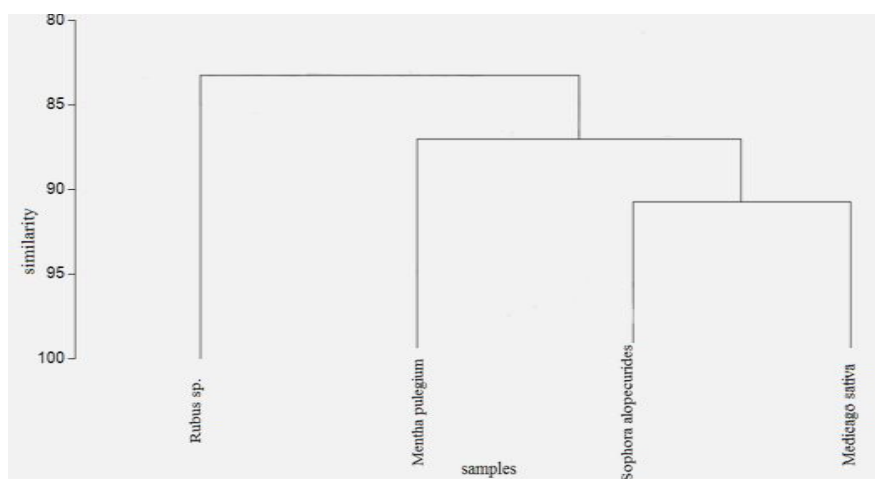 80
85
90
95
100
similarity
Rubus sp.
Mentha pulegium
Sophora alopecurides
Medicago sativa
samples